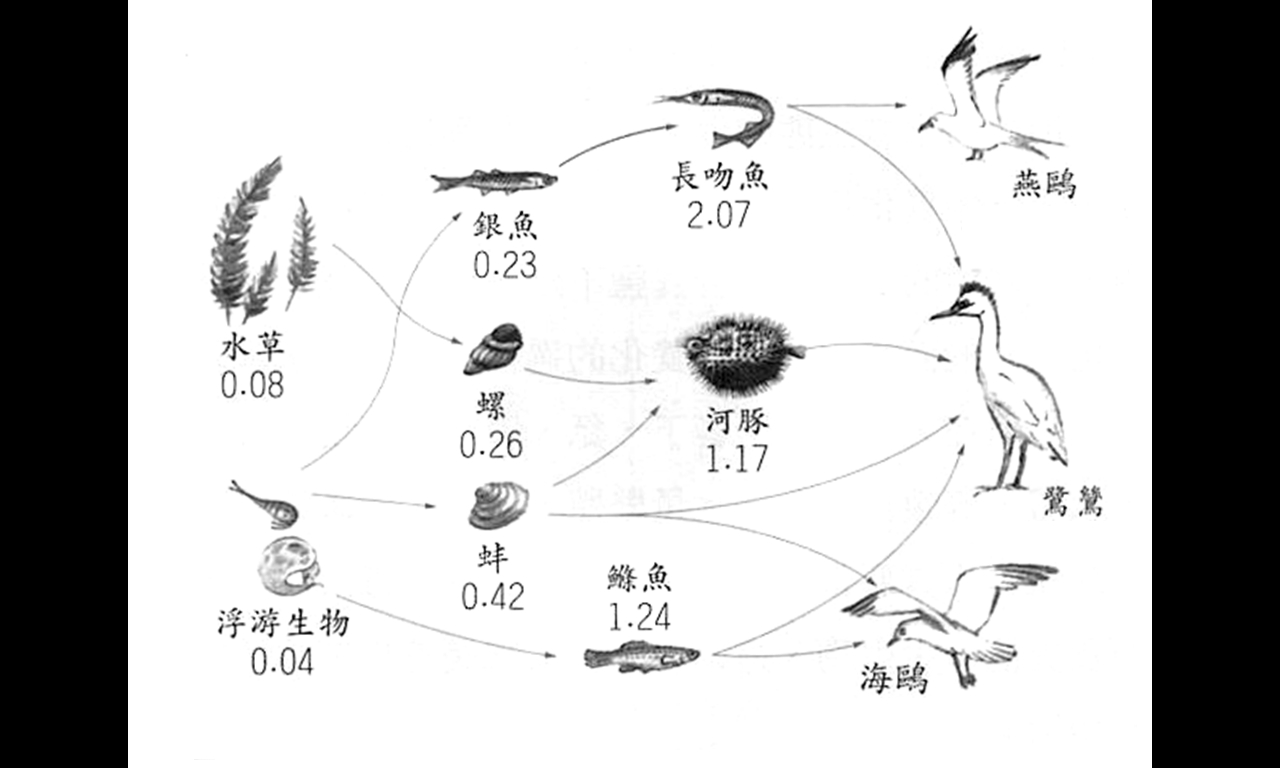 長吻魚
2.07
燕鷗
銀魚
0.23
水草
0.08
螺
0.26
河豚
1.17
鷺鷥
蚌
0.42
鰷魚
1.24
浮游生物
0.04
海鷗